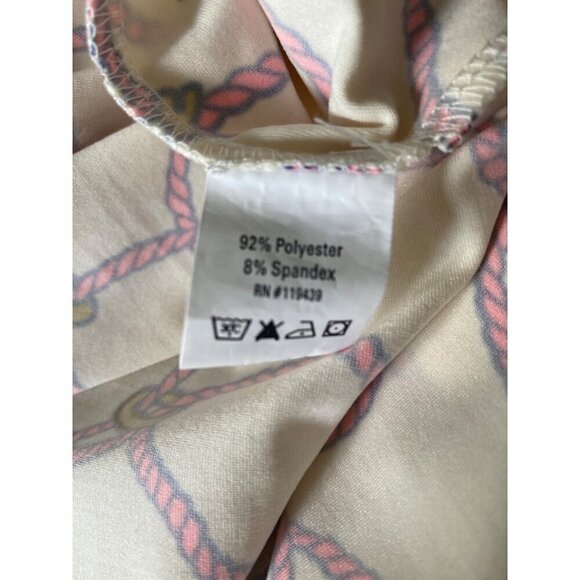 92% Polyester
8% Spandex
RN #119439